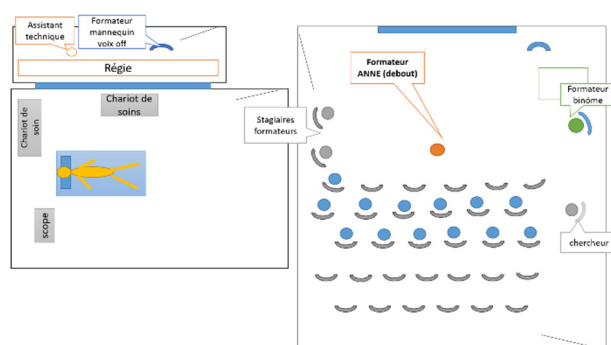 Assistant
technique
Formateur
mannequin
voix off
Régie
Chariot de
soins
Chariot de
soin
scope
Formateur
ANNE (debout)
Formateur
binôme
Stagiaires
formateurs
chercheur